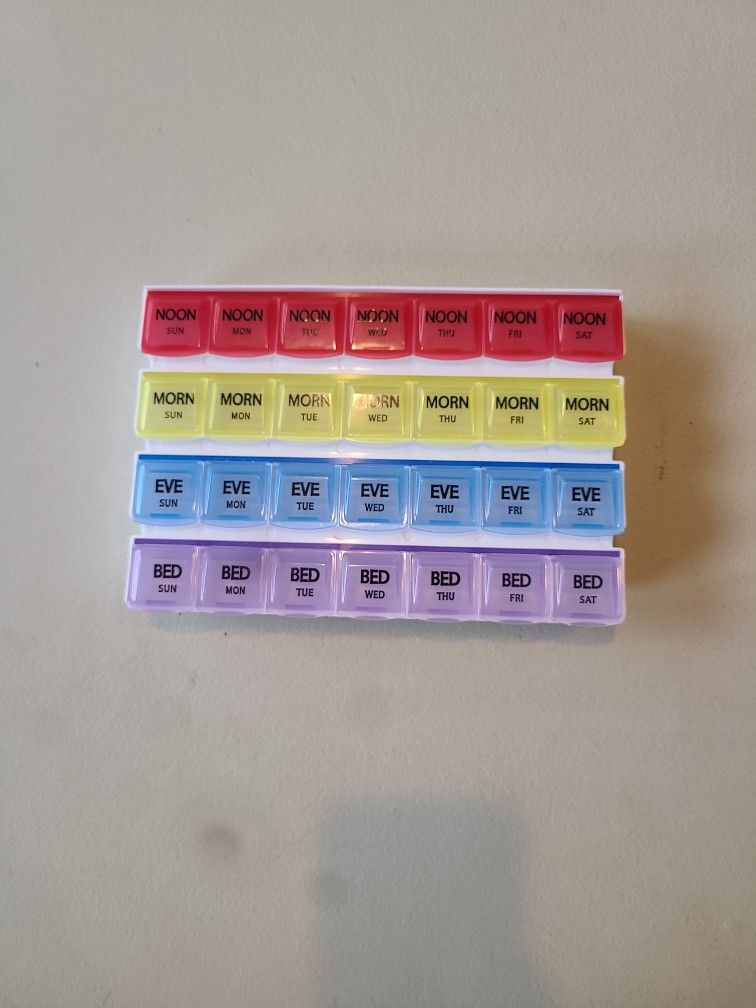 NOON NOON NOON NOON NOON NOON NOON
SUN MON TUE WED THU FRI SAT
MORN MORN MORN MORN MORN MORN MORN
SUN MON TUE WED THU FRI SAT
EVE EVE EVE EVE EVE EVE EVE
SUN MON TUE WED THU FRI SAT
BED BED BED BED BED BED BED
SUN MON TUE WED THU FRI SAT